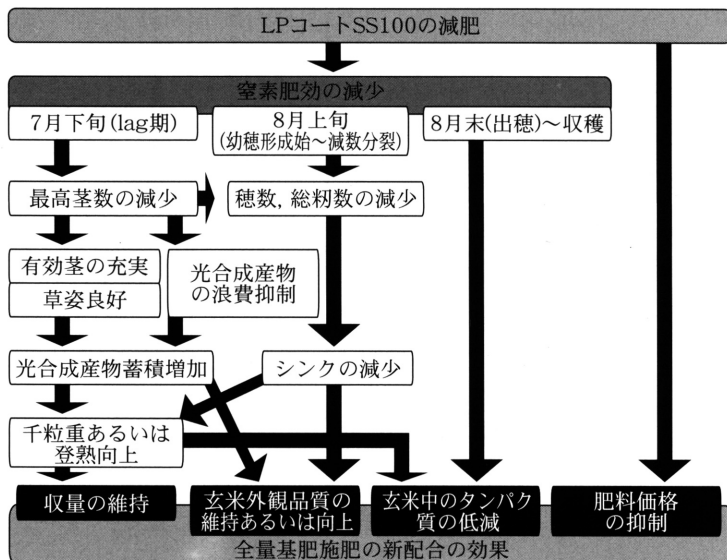 LPコートSS100の減肥
窒素肥効の減少
7月下旬(lag期)
8月上旬
(幼穂形成始～減数分裂)
8月末(出穂)～収穫
最高茎数の減少
穂数，総籾数の減少
有効茎の充実
草姿良好
光合成産物
の浪費抑制
光合成産物蓄積増加
シンクの減少
千粒重あるいは
登熟向上
収量の維持
玄米外観品質の
維持あるいは向上
玄米中のタンパク
質の低減
肥料価格
の抑制
全量基肥施肥の新配合の効果